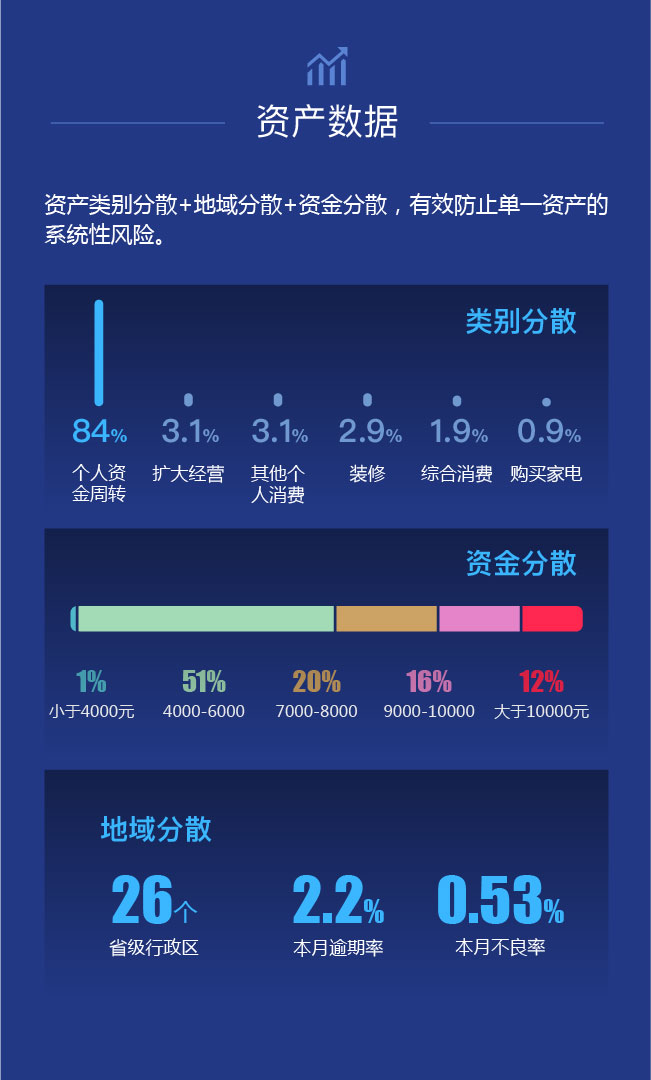 资产数据
资产类别分散+地域分散+资金分散，有效防止单一资产的
系统性风险。
类别分散
84% 3.1% 3.1% 2.9% 1.9% 0.9%
个人资 扩大经营 其他个 装修 综合消费 购买家电
金周转 人消费
资金分散
1% 51% 20% 16% 12%
小于4000元 4000-6000 7000-8000 9000-10000 大于10000元
地域分散
26个 2.2% 0.53%
省级行政区 本月逾期率 本月不良率